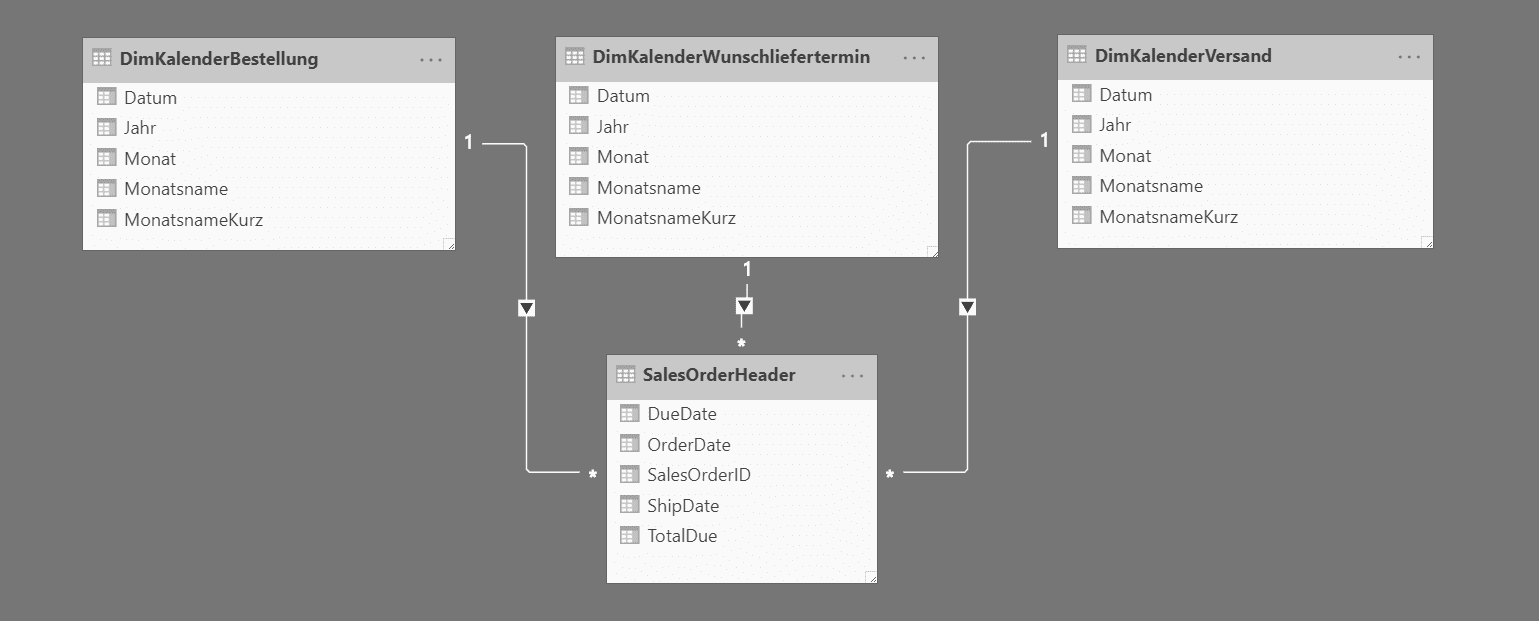 DimKalenderBestellung ...
Datum
Jahr
Monat
Monatsname
MonatsnameKurz
DimKalenderWunschliefertermin ...
Datum
Jahr
Monat
Monatsname
MonatsnameKurz
DimKalenderVersand ...
Datum
Jahr
Monat
Monatsname
MonatsnameKurz
1
1
1
*
*
*
SalesOrderHeader ...
DueDate
OrderDate
SalesOrderID
ShipDate
TotalDue